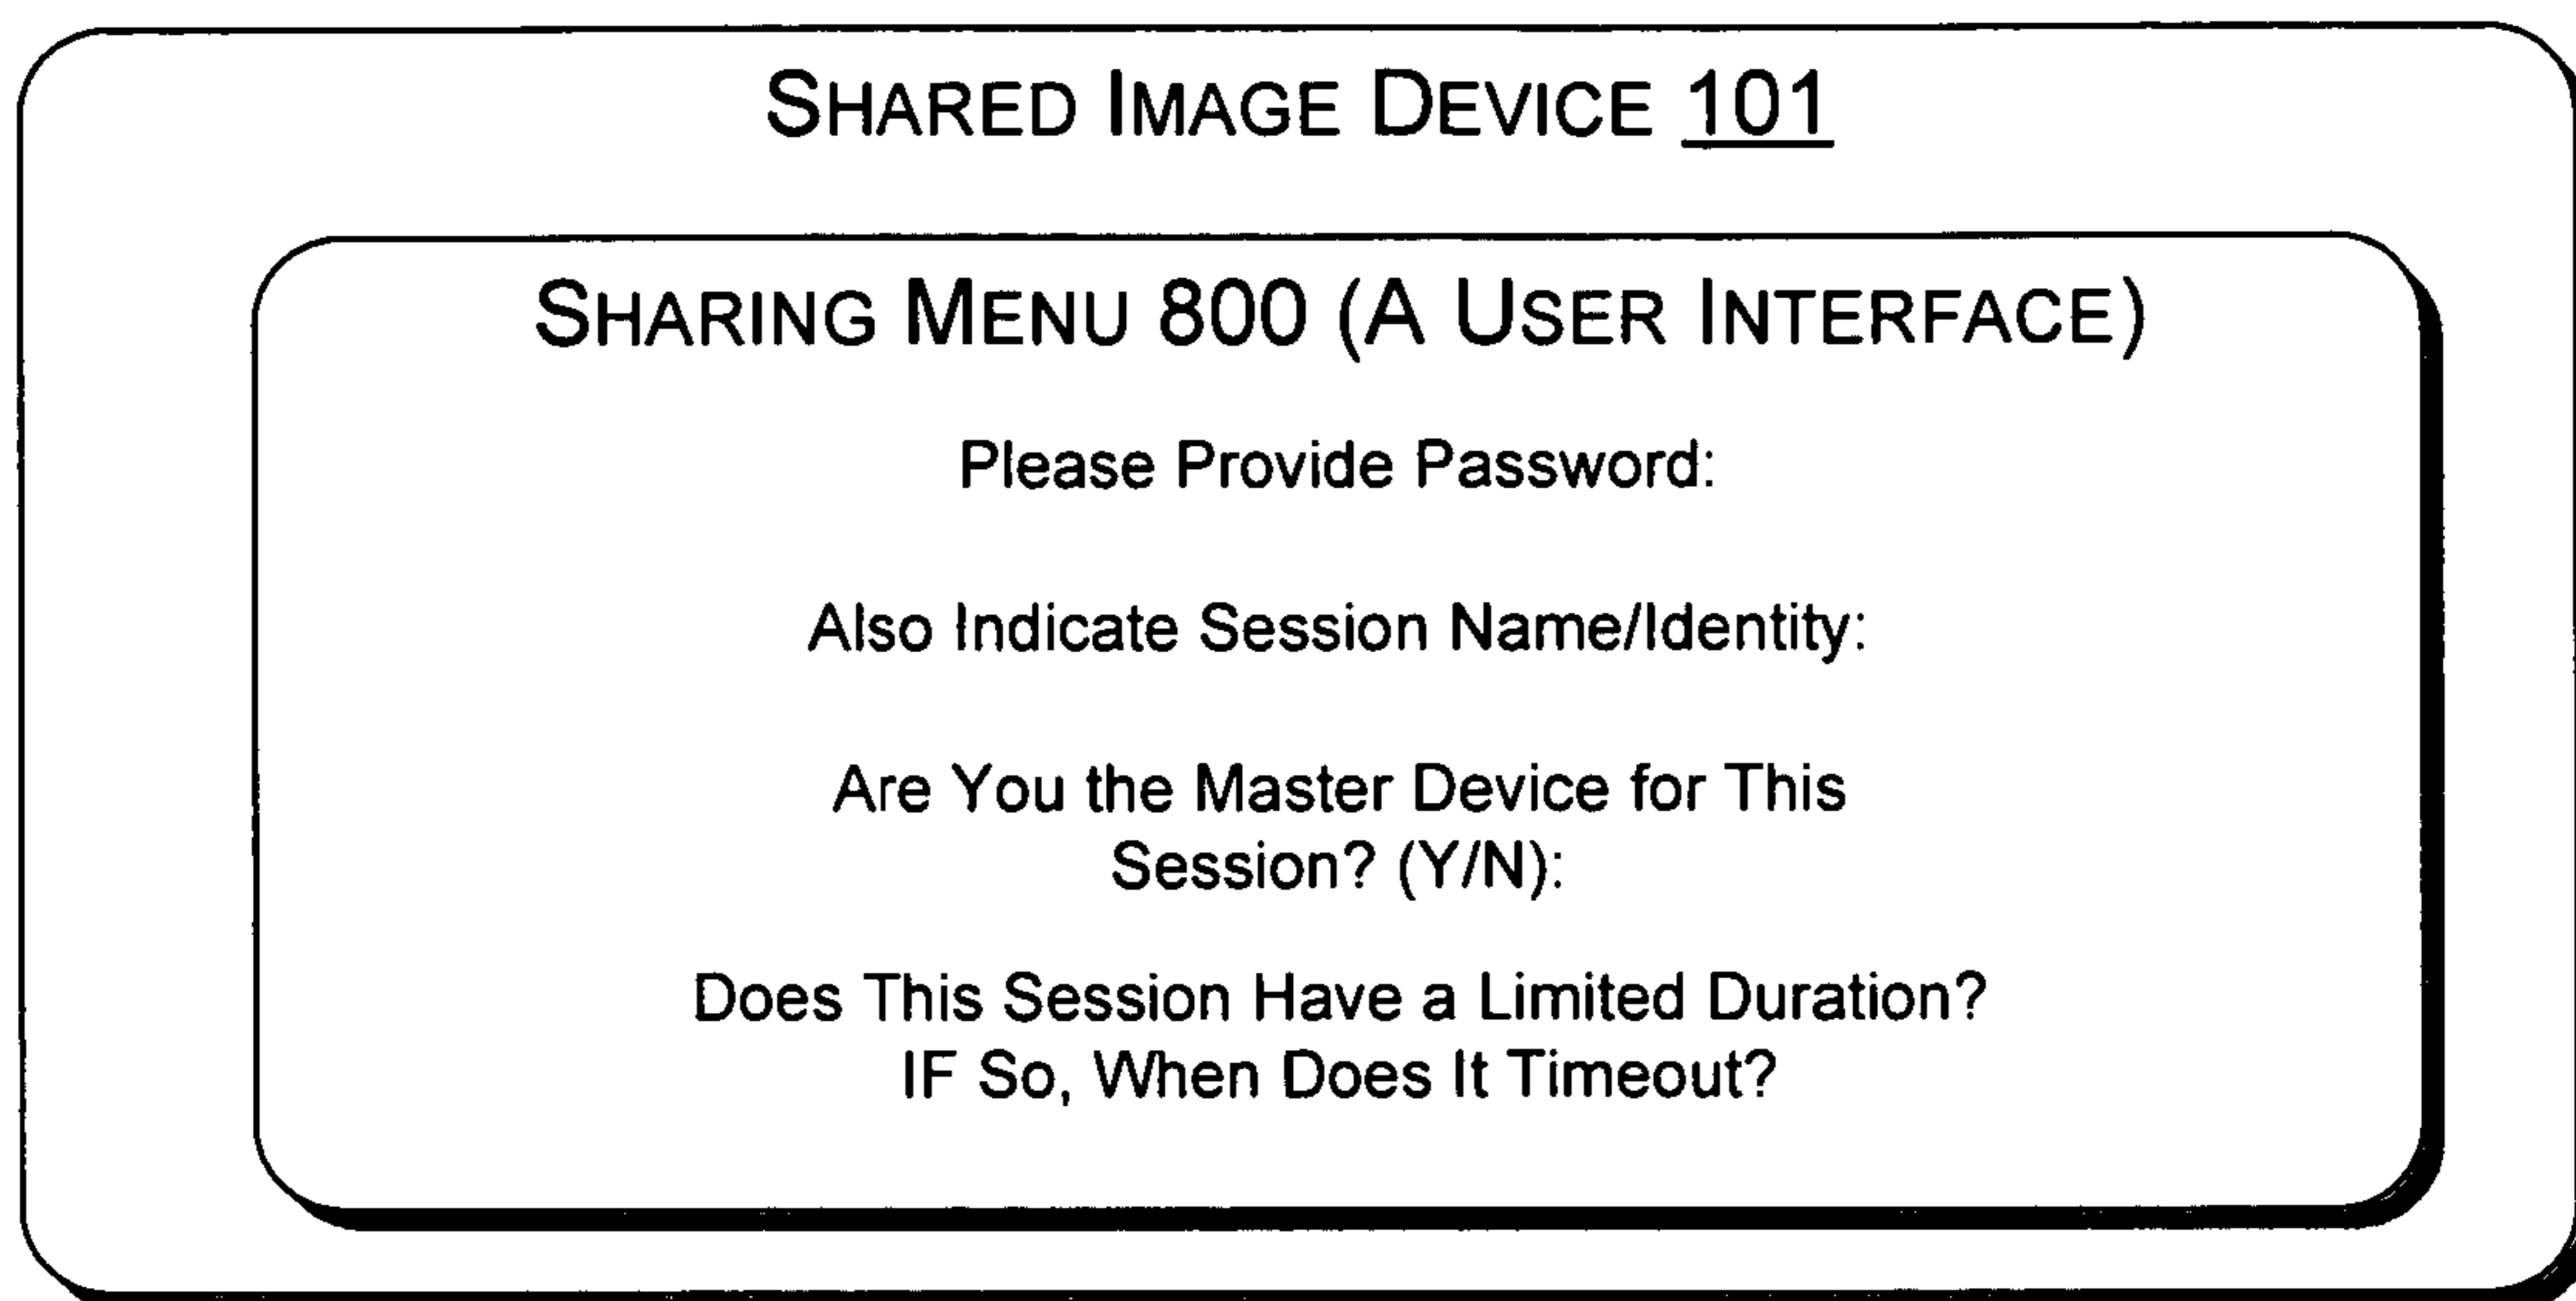 SHARED IMAGE DEVICE 101
SHARING MENU 800 (A USER INTERFACE)
Please Provide Password:
Also Indicate Session Name/Identity:
Are You the Master Device for This
Session? (Y/N):
Does This Session Have a Limited Duration?
IF So, When Does It Timeout?